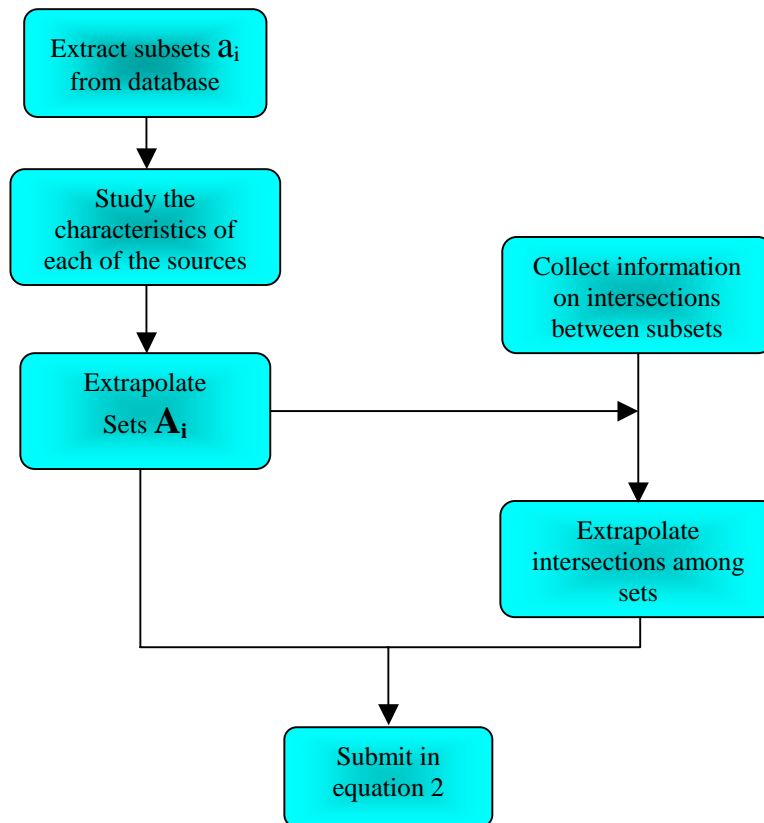 Extract subsets aᵢ
from database
Study the
characteristics of
each of the sources
Collect information
on intersections
between subsets
Extrapolate
Sets Aᵢ
Extrapolate
intersections among
sets
Submit in
equation 2